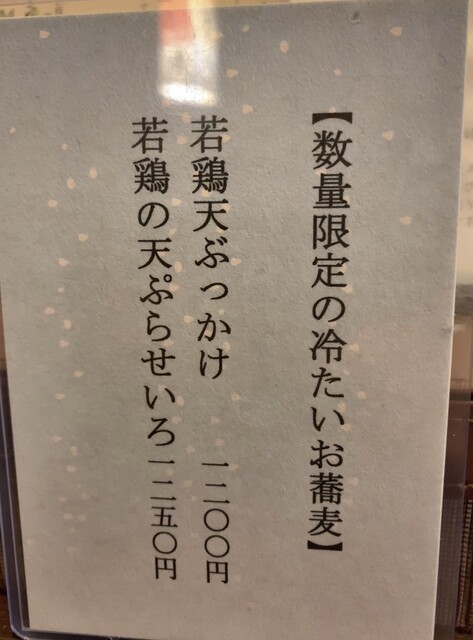 【数量限定の冷たいお蕎麦】
若鶏天ぶっかけ 一二〇〇円
若鶏の天ぷらせいろ 一二五〇円